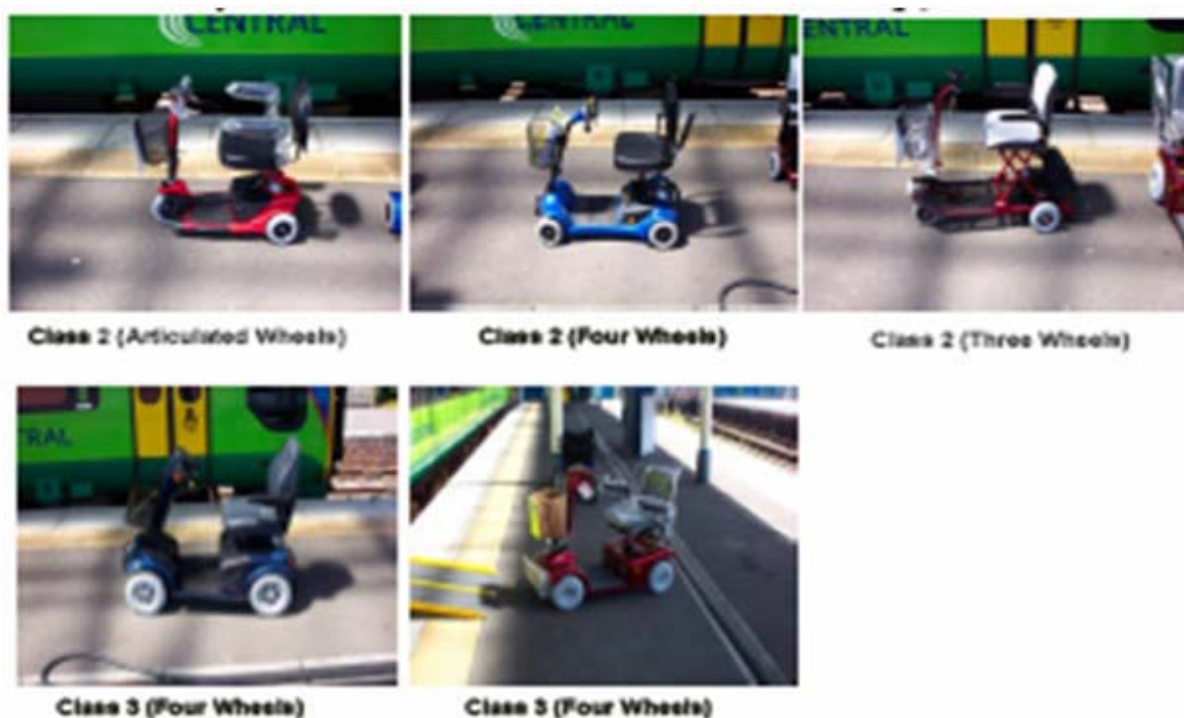 CENTRAL
CENTRAL
ENTRAL
Class 2 (Articulated Wheels)
Class 2 (Four Wheels)
Class 2 (Three Wheels)
RAL
Class 3 (Four Wheels)
Class 3 (Four Wheels)